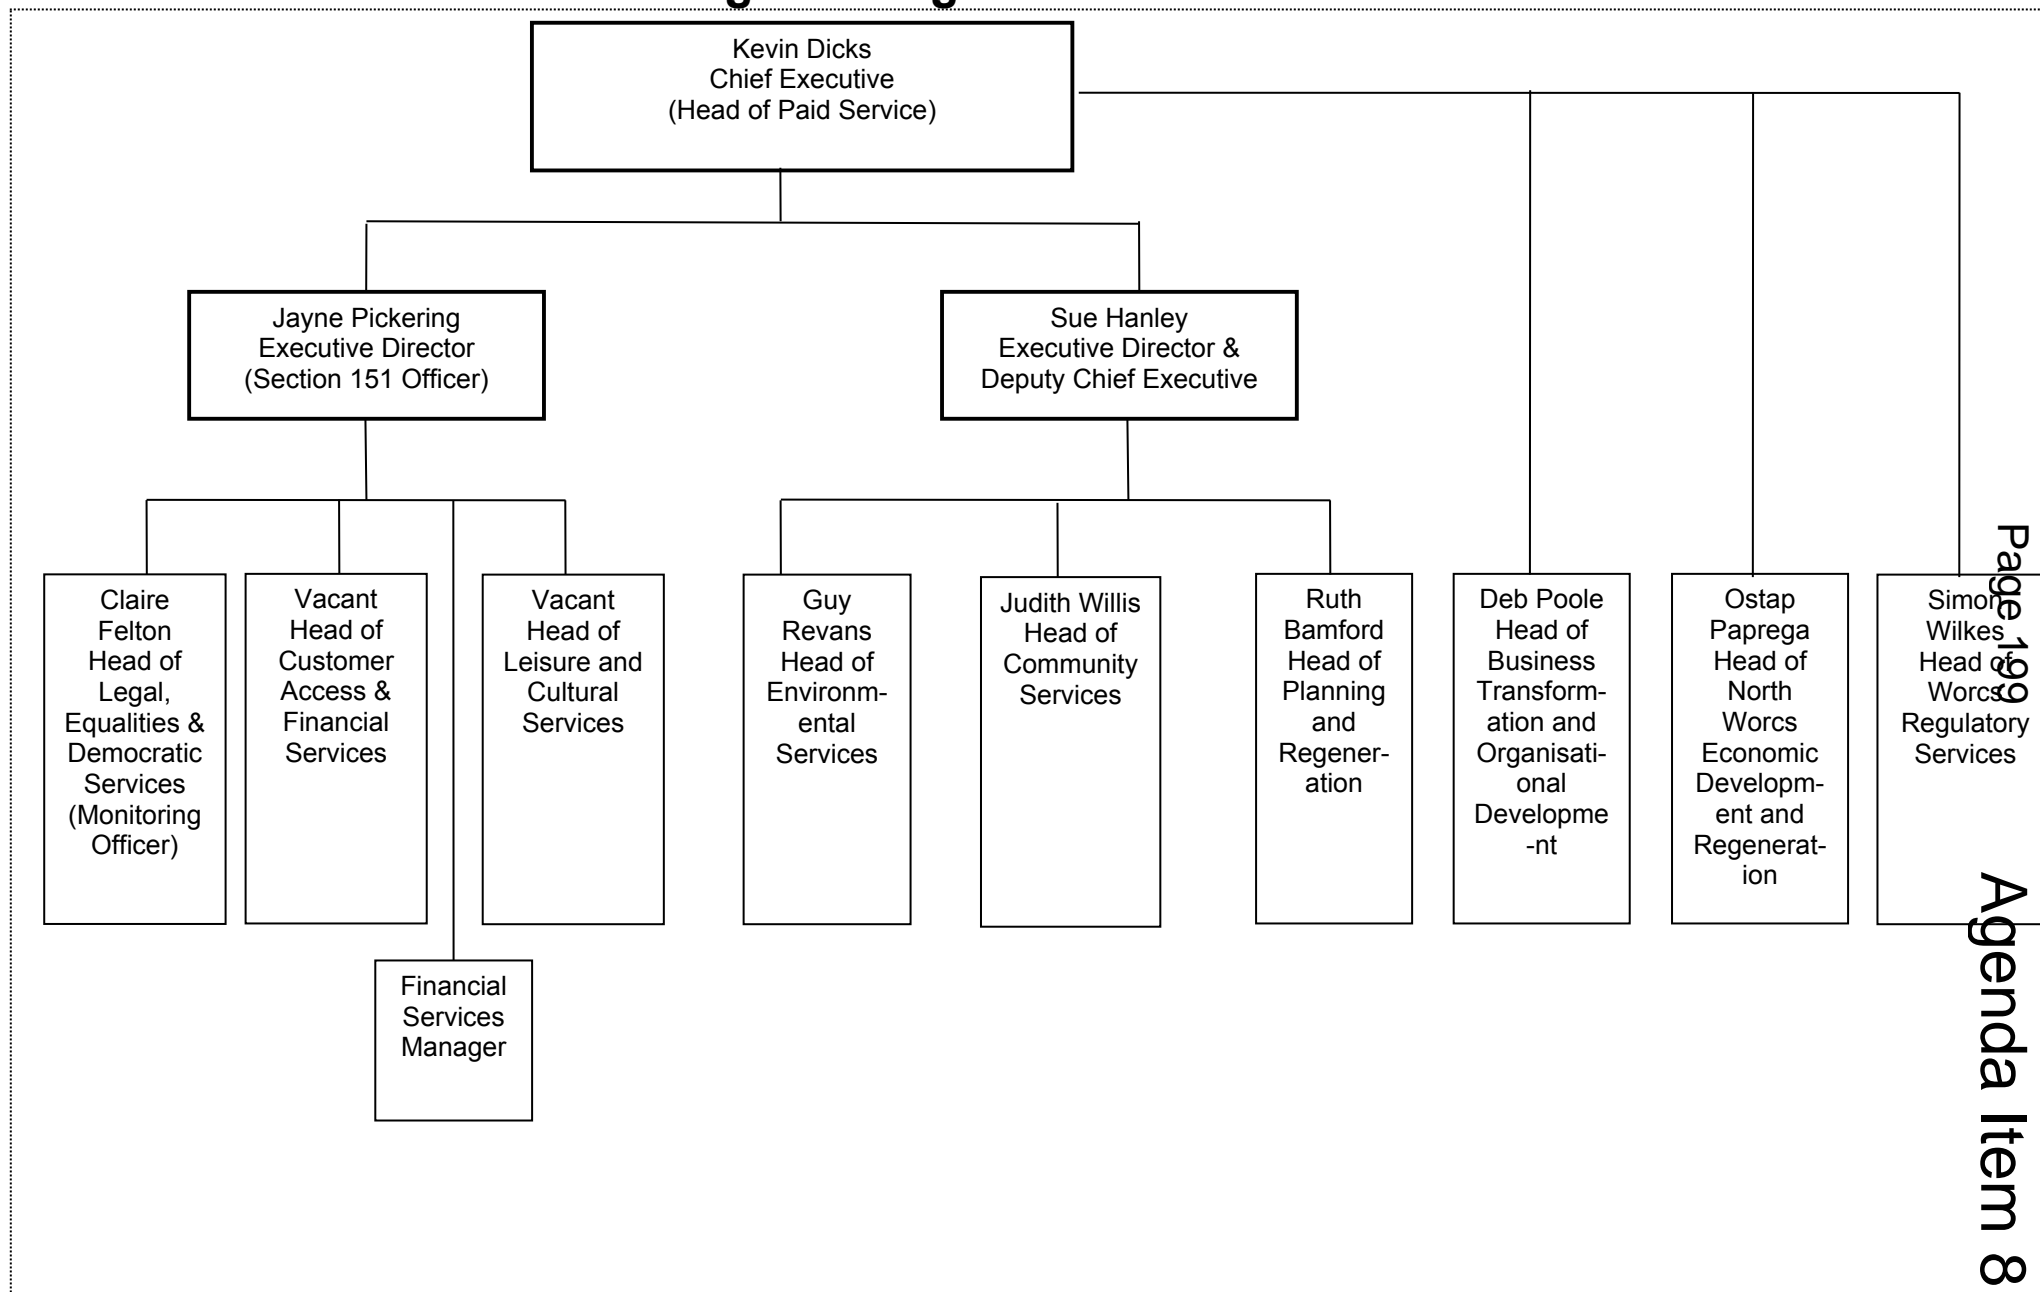 Kevin Dicks
Chief Executive
(Head of Paid Service)
Jayne Pickering
Executive Director
(Section 151 Officer)
Sue Hanley
Executive Director &
Deputy Chief Executive
Claire
Felton
Head of
Legal,
Equalities &
Democratic
Services
(Monitoring
Officer)
Vacant
Head of
Customer
Access &
Financial
Services
Vacant
Head of
Leisure and
Cultural
Services
Guy
Revans
Head of
Environm-
ental
Services
Judith Willis
Head of
Community
Services
Ruth
Bamford
Head of
Planning
and
Regener-
ation
Deb Poole
Head of
Business
Transform-
ation and
Organisati-
onal
Developme
-nt
Ostap
Paprega
Head of
North
Worcs
Economic
Developm-
ent and
Regenerat-
ion
Simon
Wilkes
Head of
Worcs
Regulatory
Services
Financial
Services
Manager
Page 199
Agenda Item 8